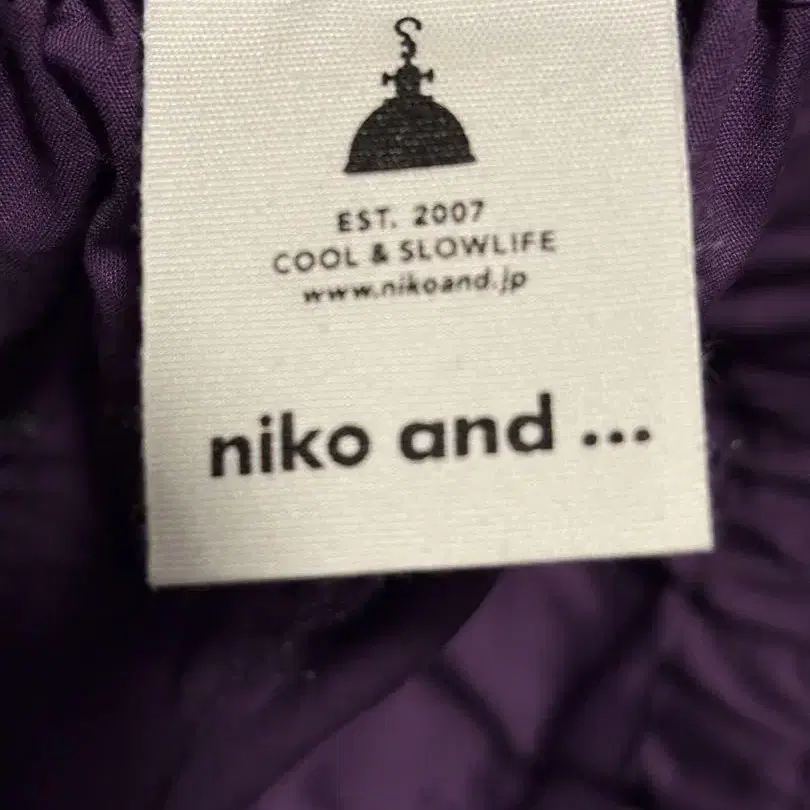 EST. 2007
COOL & SLOWLIFE
www.nikoand.jp
niko and ...